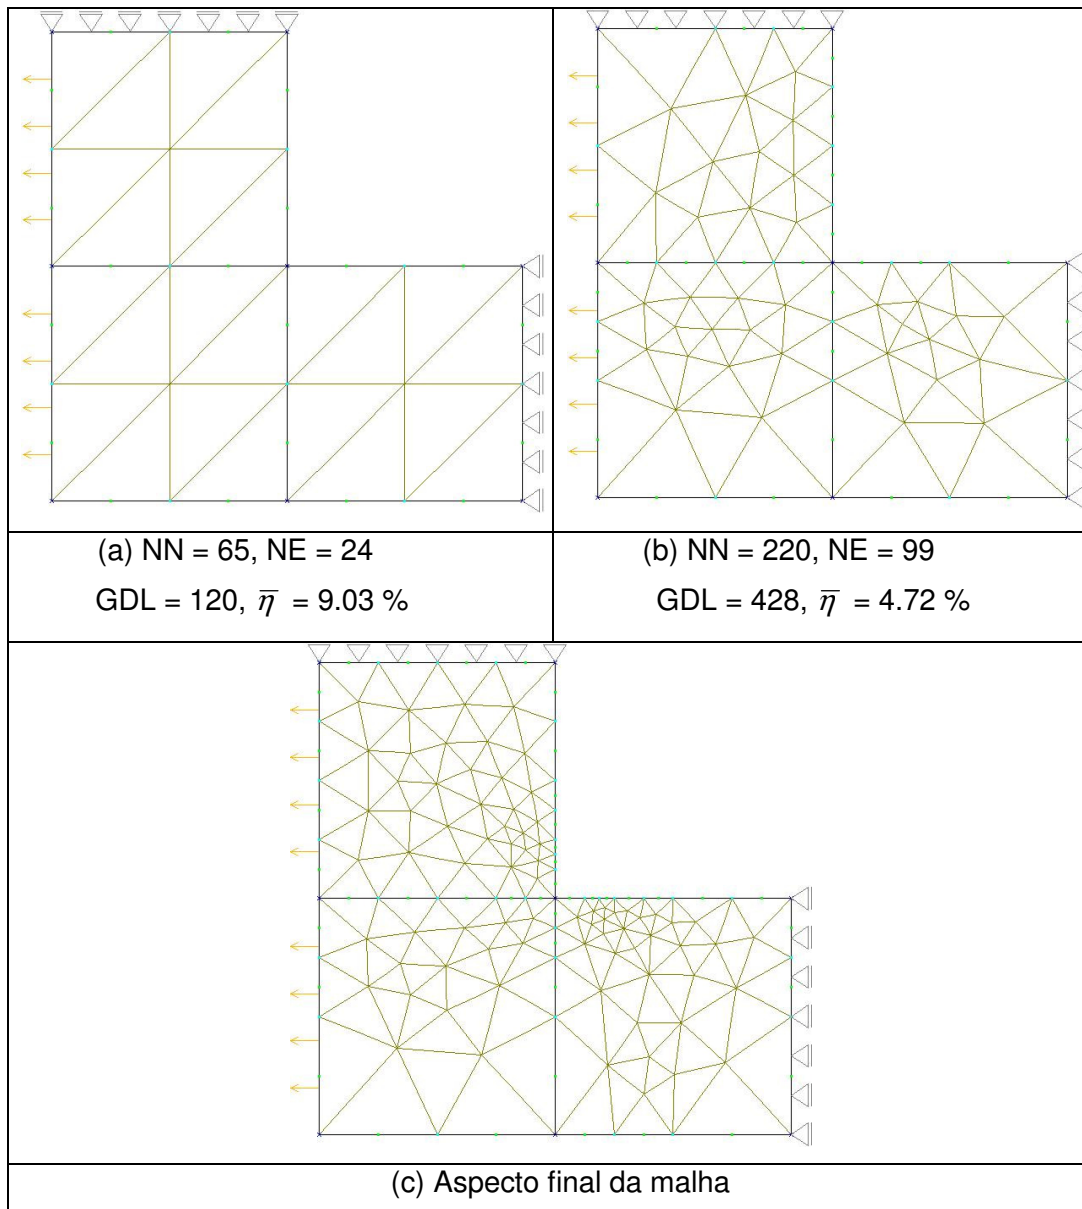 (a) NN = 65, NE = 24
GDL = 120, η̅ = 9.03 %
(b) NN = 220, NE = 99
GDL = 428, η̅ = 4.72 %
(c) Aspecto final da malha